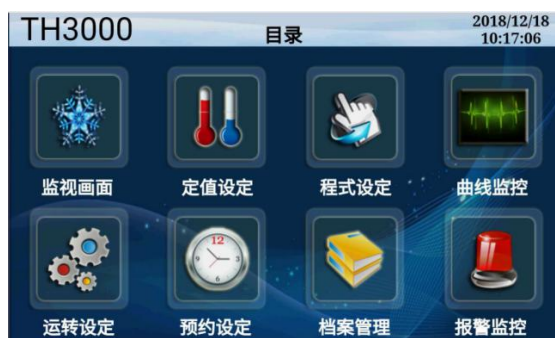 TH3000
目录
2018/12/18
10:17:06
监视画面 定值设定 程式设定 曲线监控
12
运转设定 预约设定 档案管理 报警监控